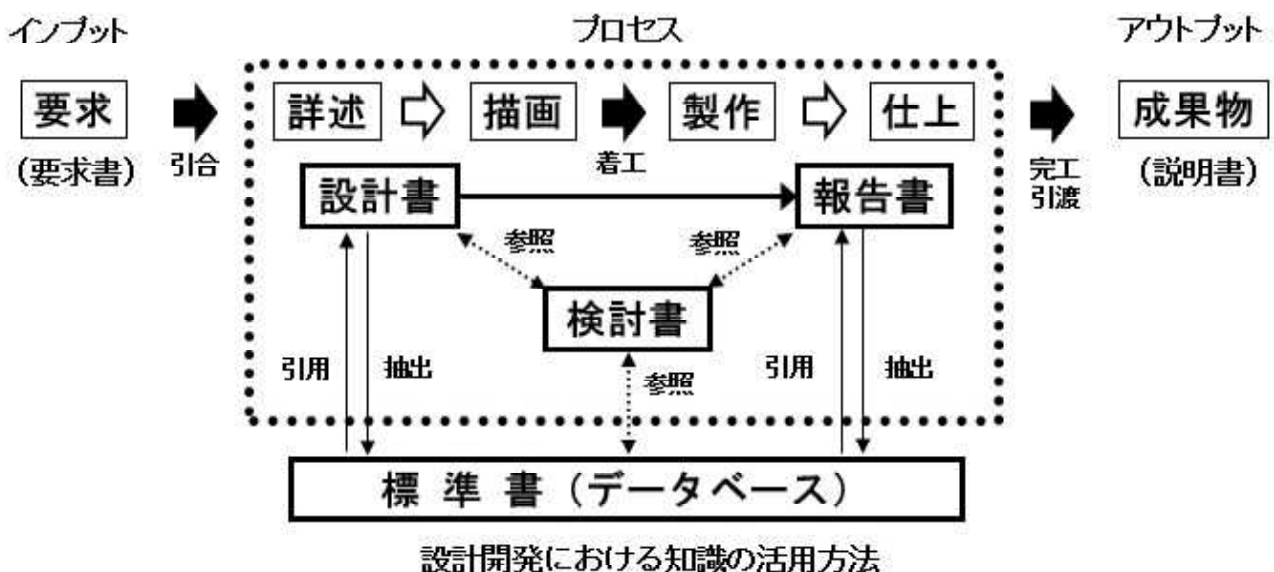 インプット プロセス アウトプット
要求 詳述 描画 製作 仕上 成果物
(要求書) 引合 着工 完工 (説明書)
引渡
設計書 報告書
参照 参照
検討書
引用 抽出 参照 引用 抽出
標準書(データベース)
設計開発における知識の活用方法